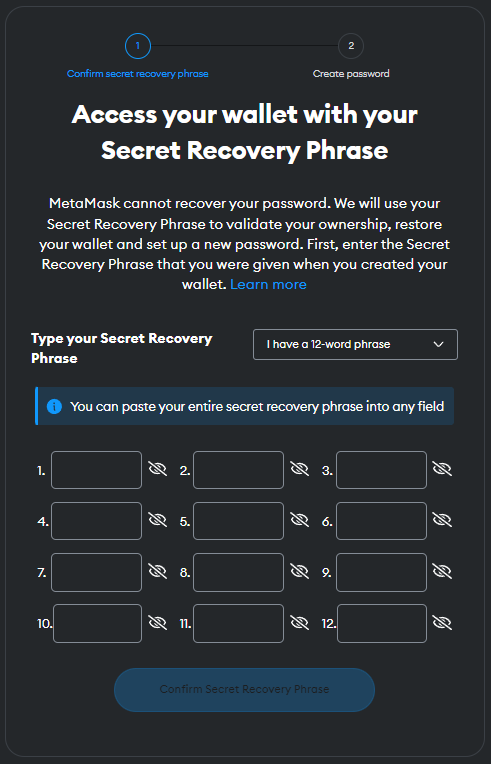 1
2
Confirm secret recovery phrase
Create password
Access your wallet with your
Secret Recovery Phrase
MetaMask cannot recover your password. We will use your
Secret Recovery Phrase to validate your ownership, restore
your wallet and set up a new password. First, enter the Secret
Recovery Phrase that you were given when you created your
wallet. Learn more
Type your Secret Recovery
Phrase
I have a 12-word phrase
You can paste your entire secret recovery phrase into any field
1.
2.
3.
4.
5.
6.
7.
8.
9.
10.
11.
12.
Confirm Secret Recovery Phrase